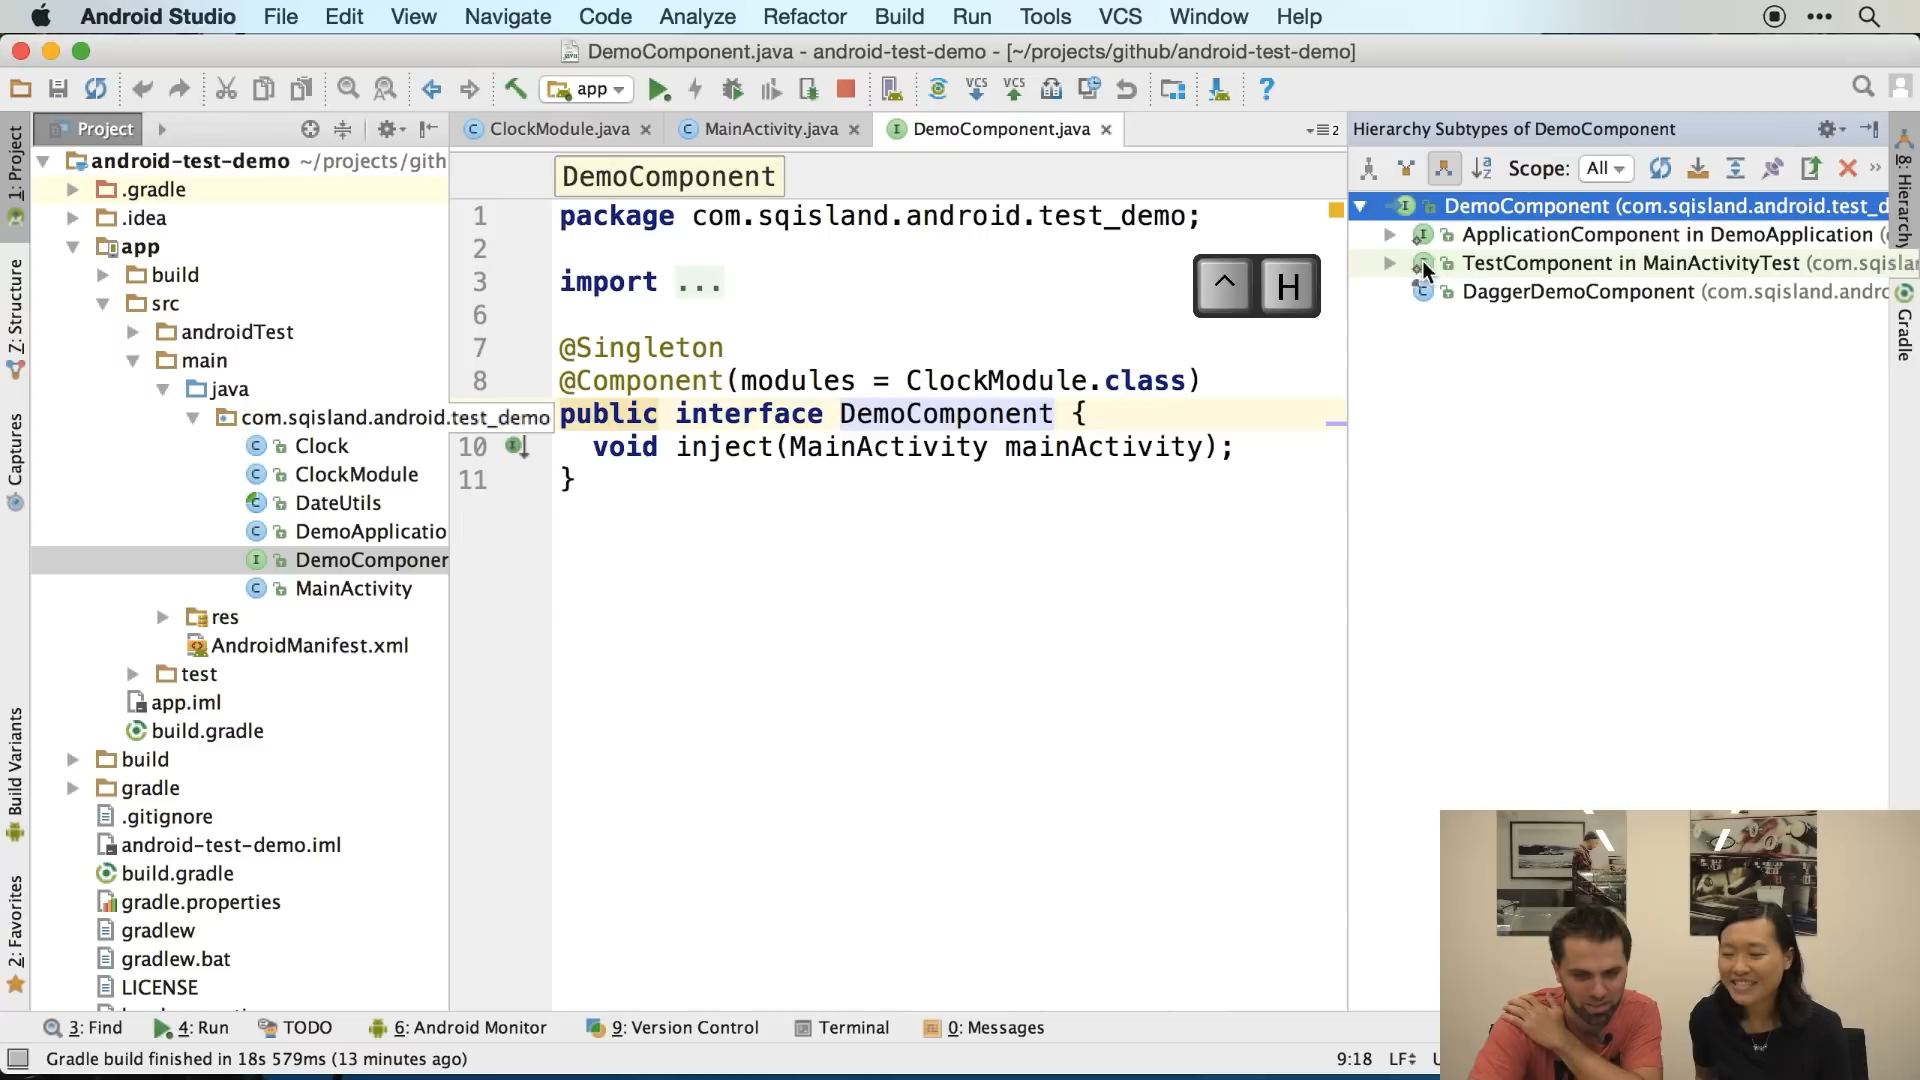 Android Studio File Edit View Navigate Code Analyze Refactor Build Run Tools VCS Window Help
DemoComponent.java - android-test-demo - [~/projects/github/android-test-demo]
app
VCS VCS
Project
ClockModule.java
MainActivity.java
DemoComponent.java
2
Hierarchy Subtypes of DemoComponent
Scope: All
1: Project
Z: Structure
Captures
Build Variants
2: Favorites
android-test-demo ~/projects/gith
.gradle
.idea
app
build
src
androidTest
main
java
com.sqisland.android.test_demo
Clock
ClockModule
DateUtils
DemoApplicatio
DemoComponer
MainActivity
res
AndroidManifest.xml
test
app.iml
build.gradle
build
gradle
.gitignore
android-test-demo.iml
build.gradle
gradle.properties
gradlew
gradlew.bat
LICENSE
DemoComponent
1 package com.sqisland.android.test_demo;
2
3 import ...
6
7 @Singleton
8 @Component(modules = ClockModule.class)
public interface DemoComponent {
10 void inject(MainActivity mainActivity);
11 }
^ H
DemoComponent (com.sqisland.android.test_d
ApplicationComponent in DemoApplication (
TestComponent in MainActivityTest (com.sqisla
DaggerDemoComponent (com.sqisland.andro
8: Hierarchy
Gradle
3: Find 4: Run TODO 6: Android Monitor 9: Version Control Terminal 0: Messages
Gradle build finished in 18s 579ms (13 minutes ago)
9:18 LF